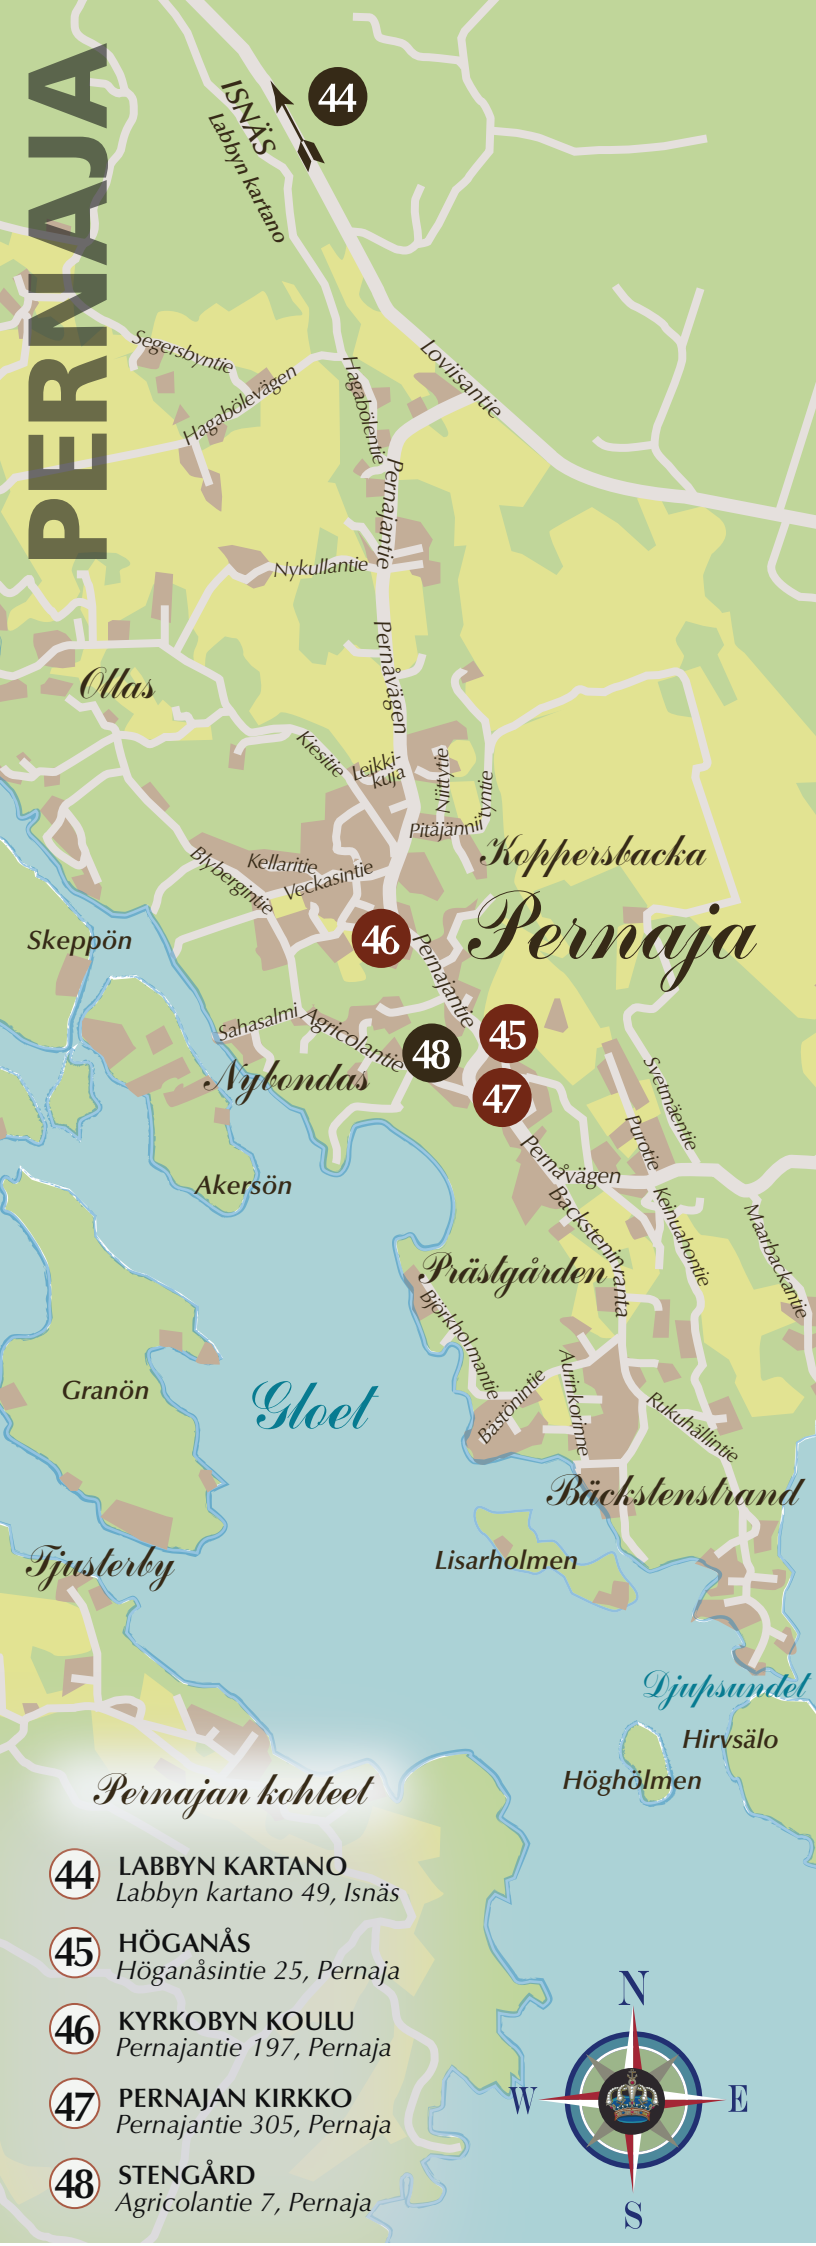 PERNAJA
44
ISNÄS
Labbyn kartano
Segersbyntie
Hagabölevägen
Hagabölentie
Loviisantie
Pernajantie
Nykullantie
Pernåvägen
Ollas
Kiesitie
Leikki-
kuja
Niittytie
Pitäjänniityntie
Koppersbacka
Blybergintie
Kellaritie
Veckasintie
Pernaja
46
Skeppön
Pernajantie
Sahasalmi
Agricolantie
45
48
47
Nybondas
Svetmäentie
Purotie
Akersön
Pernåvägen
Backsteninranta
Keinuahontie
Maarbackantie
Prästgården
Björkholmantie
Granön
Gloet
Bästönintie
Aurinkorinne
Rukuhällintie
Bäckstenstrand
Tjusterby
Lisarholmen
Djupsundet
Hirvsälo
Höghölmen
Pernajan kohteet
44 LABBYN KARTANO
Labbyn kartano 49, Isnäs
45 HÖGANÅS
Höganåsintie 25, Pernaja
46 KYRKOBYN KOULU
Pernajantie 197, Pernaja
47 PERNAJAN KIRKKO
Pernajantie 305, Pernaja
48 STENGÅRD
Agricolantie 7, Pernaja
N
W
E
S